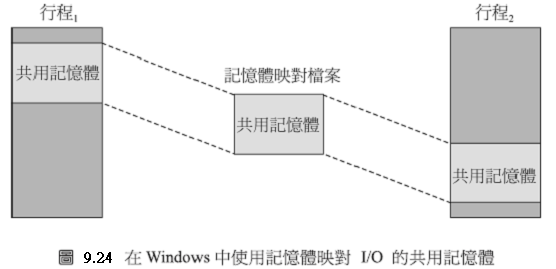 行程₁
行程₂
共用記憶體
記憶體映對檔案
共用記憶體
共用記憶體
圖 9.24 在 Windows 中使用記憶體映對 I/O 的共用記憶體